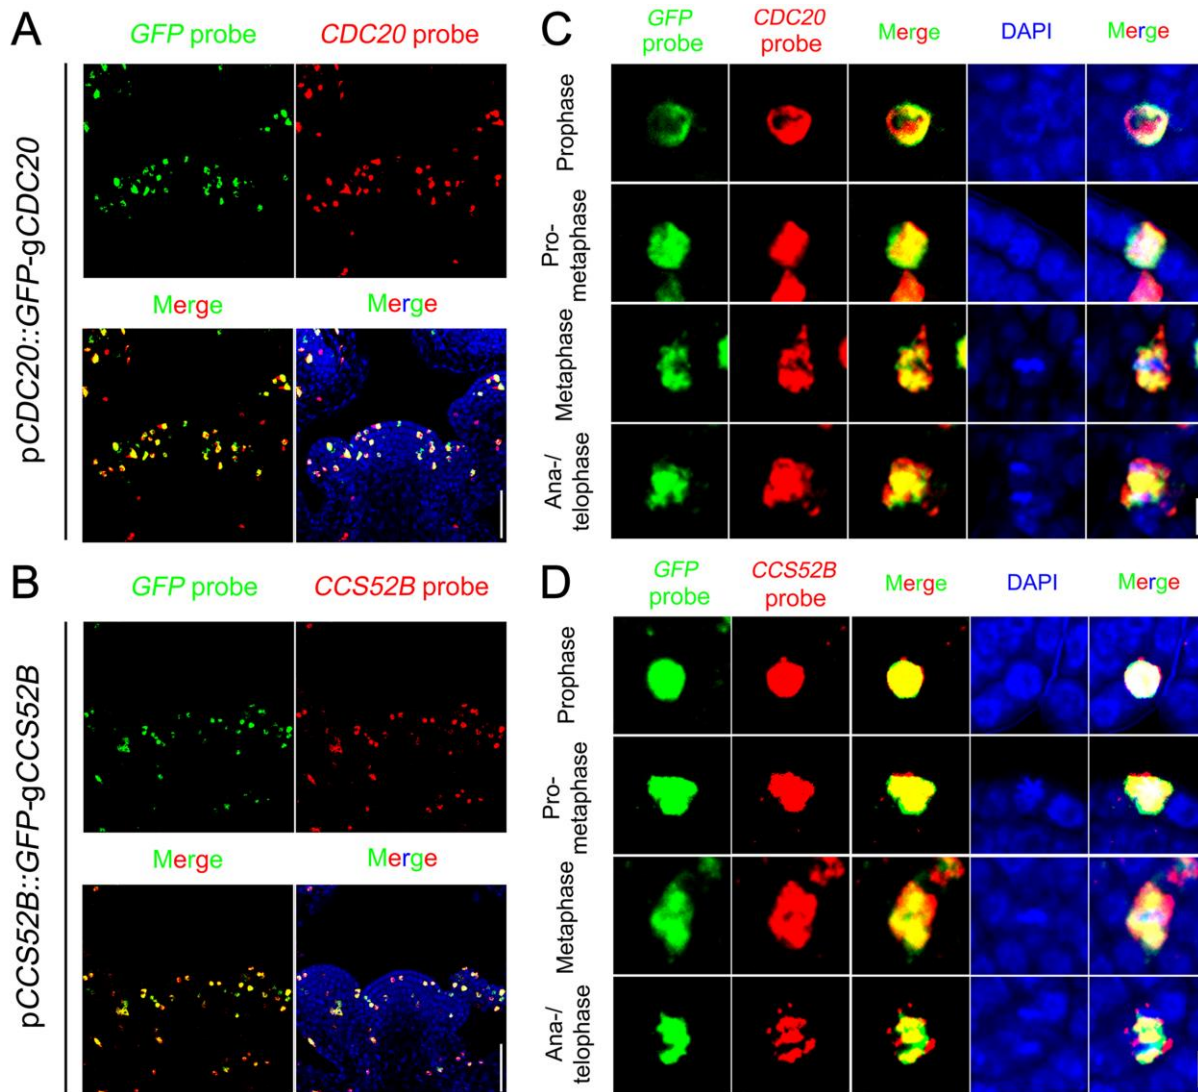 A
GFP probe
CDC20 probe
Merge
Merge
pCDC20::GFP-gCDC20
B
GFP probe
CCS52B probe
Merge
Merge
pCCS52B::GFP-gCCS52B
C
GFP
probe
CDC20
probe
Merge
DAPI
Merge
Prophase
Pro-
metaphase
Metaphase
Ana-/
telophase
D
GFP
probe
CCS52B
probe
Merge
DAPI
Merge
Prophase
Pro-
metaphase
Metaphase
Ana-/
telophase